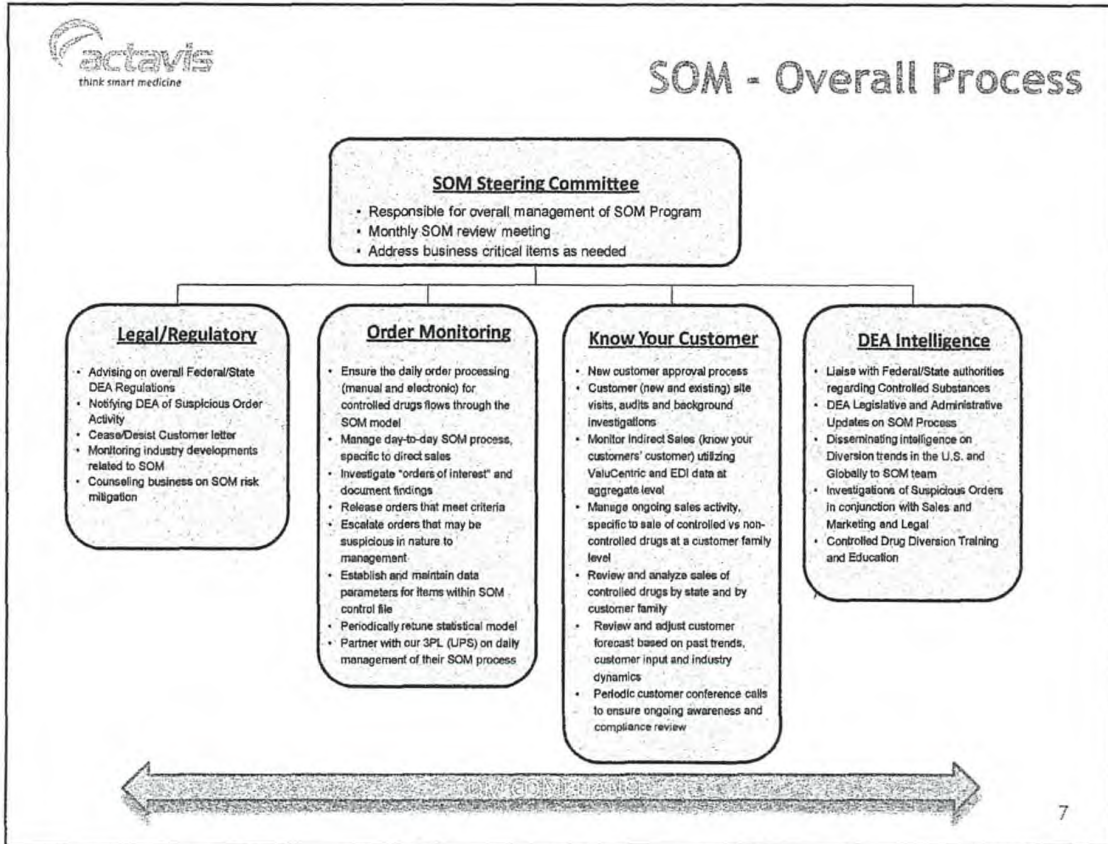 actavis
think smart medicine
SOM - Overall Process
SOM Steering Committee
• Responsible for overall management of SOM Program
• Monthly SOM review meeting
• Address business critical items as needed
Legal/Regulatory
• Advising on overall Federal/State
DEA Regulations
• Notifying DEA of Suspicious Order
Activity
• Cease/Desist Customer letter
• Monitoring industry developments
related to SOM
• Counseling business on SOM risk
mitigation
Order Monitoring
• Ensure the daily order processing
(manual and electronic) for
controlled drugs flows through the
SOM model
• Manage day-to-day SOM process,
specific to direct sales
• Investigate "orders of interest" and
document findings
• Release orders that meet criteria
• Escalate orders that may be
suspicious in nature to
management
• Establish and maintain data
parameters for items within SOM
control file
• Periodically retune statistical model
• Partner with our 3PL (UPS) on daily
management of their SOM process
Know Your Customer
• New customer approval process
• Customer (new and existing) site
visits, audits and background
investigations
• Monitor Indirect Sales (know your
customers' customer) utilizing
ValuCentric and EDI data at
aggregate level
• Manage ongoing sales activity,
specific to sale of controlled vs non-
controlled drugs at a customer family
level
• Review and analyze sales of
controlled drugs by state and by
customer family
• Review and adjust customer
forecast based on past trends,
customer input and industry
dynamics
• Periodic customer conference calls
to ensure ongoing awareness and
compliance review
DEA Intelligence
• Liaise with Federal/State authorities
regarding Controlled Substances
• DEA Legislative and Administrative
Updates on SOM Process
• Disseminating intelligence on
Diversion trends in the U.S. and
Globally to SOM team
• Investigations of Suspicious Orders
in conjunction with Sales and
Marketing and Legal
• Controlled Drug Diversion Training
and Education
SOM COMPLIANCE
7